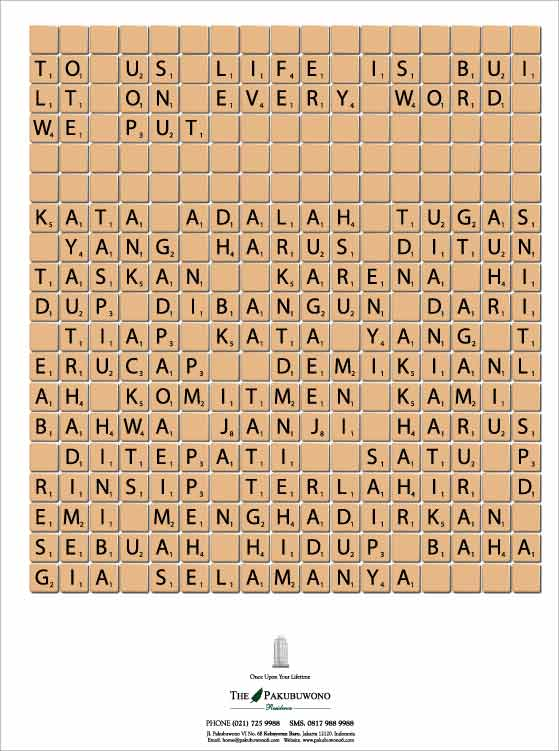 TO US LIFE IS BUI
LT ON EVERY WORD
WE PUT
KATA ADALAH TUGAS
YANG HARUS DITUN
TASKAN KARENA HI
DUP DIBANGUN DARI
TIAP KATA YANG T
ERUCAP DEMIKIANL
AH KOMITMEN KAMI
BAHWA JANJI HARUS
DITEPATI SATU P
RINSIP TERLAHIR D
EMI MENGHADIRKAN
SEBUAH HIDUP BAHA
GIA SELAMANYA
Once Upon Your Lifetime
THE PAKUBUWONO
Residence
PHONE (021) 725 9988 SMS. 0817 988 9988
Jl. Pakubuwono VI No. 68 Kebayoran Baru, Jakarta 12120, Indonesia
Email: home@pakubuwono6.com Website: www.pakubuwono6.com